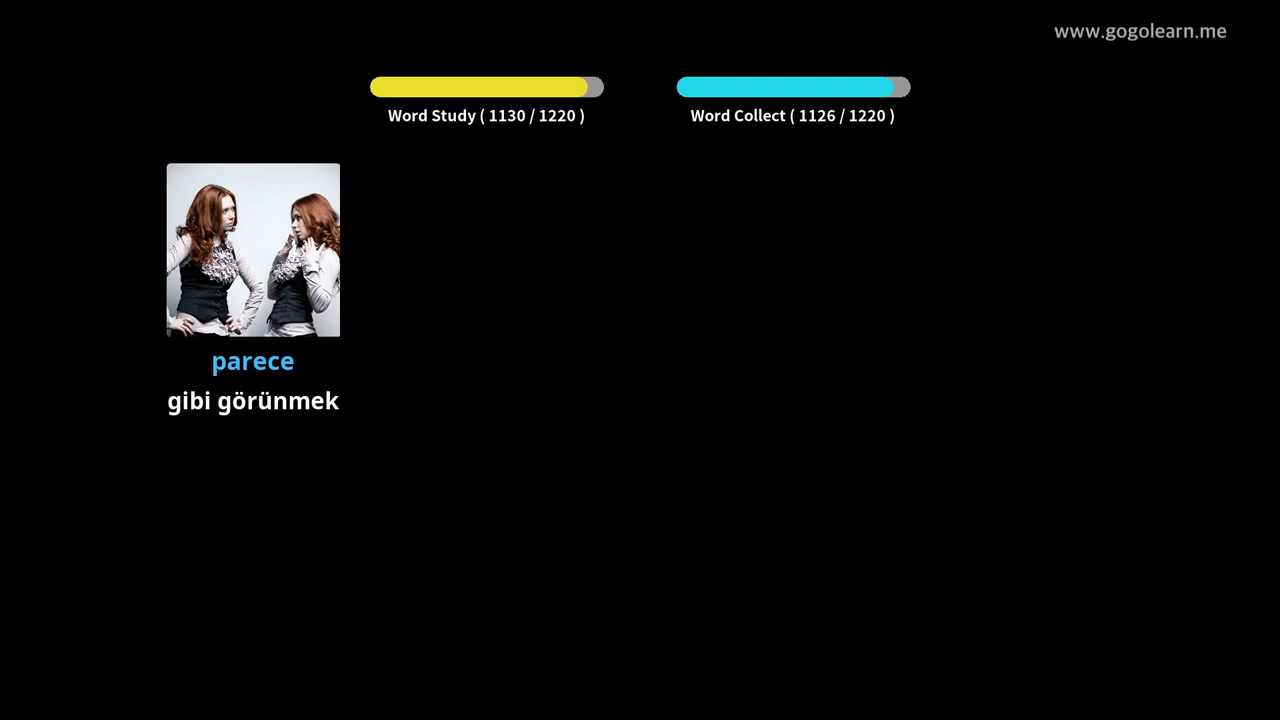 www.gogolearn.me
Word Study ( 1130 / 1220 )
Word Collect ( 1126 / 1220 )
parece
gibi görünmek